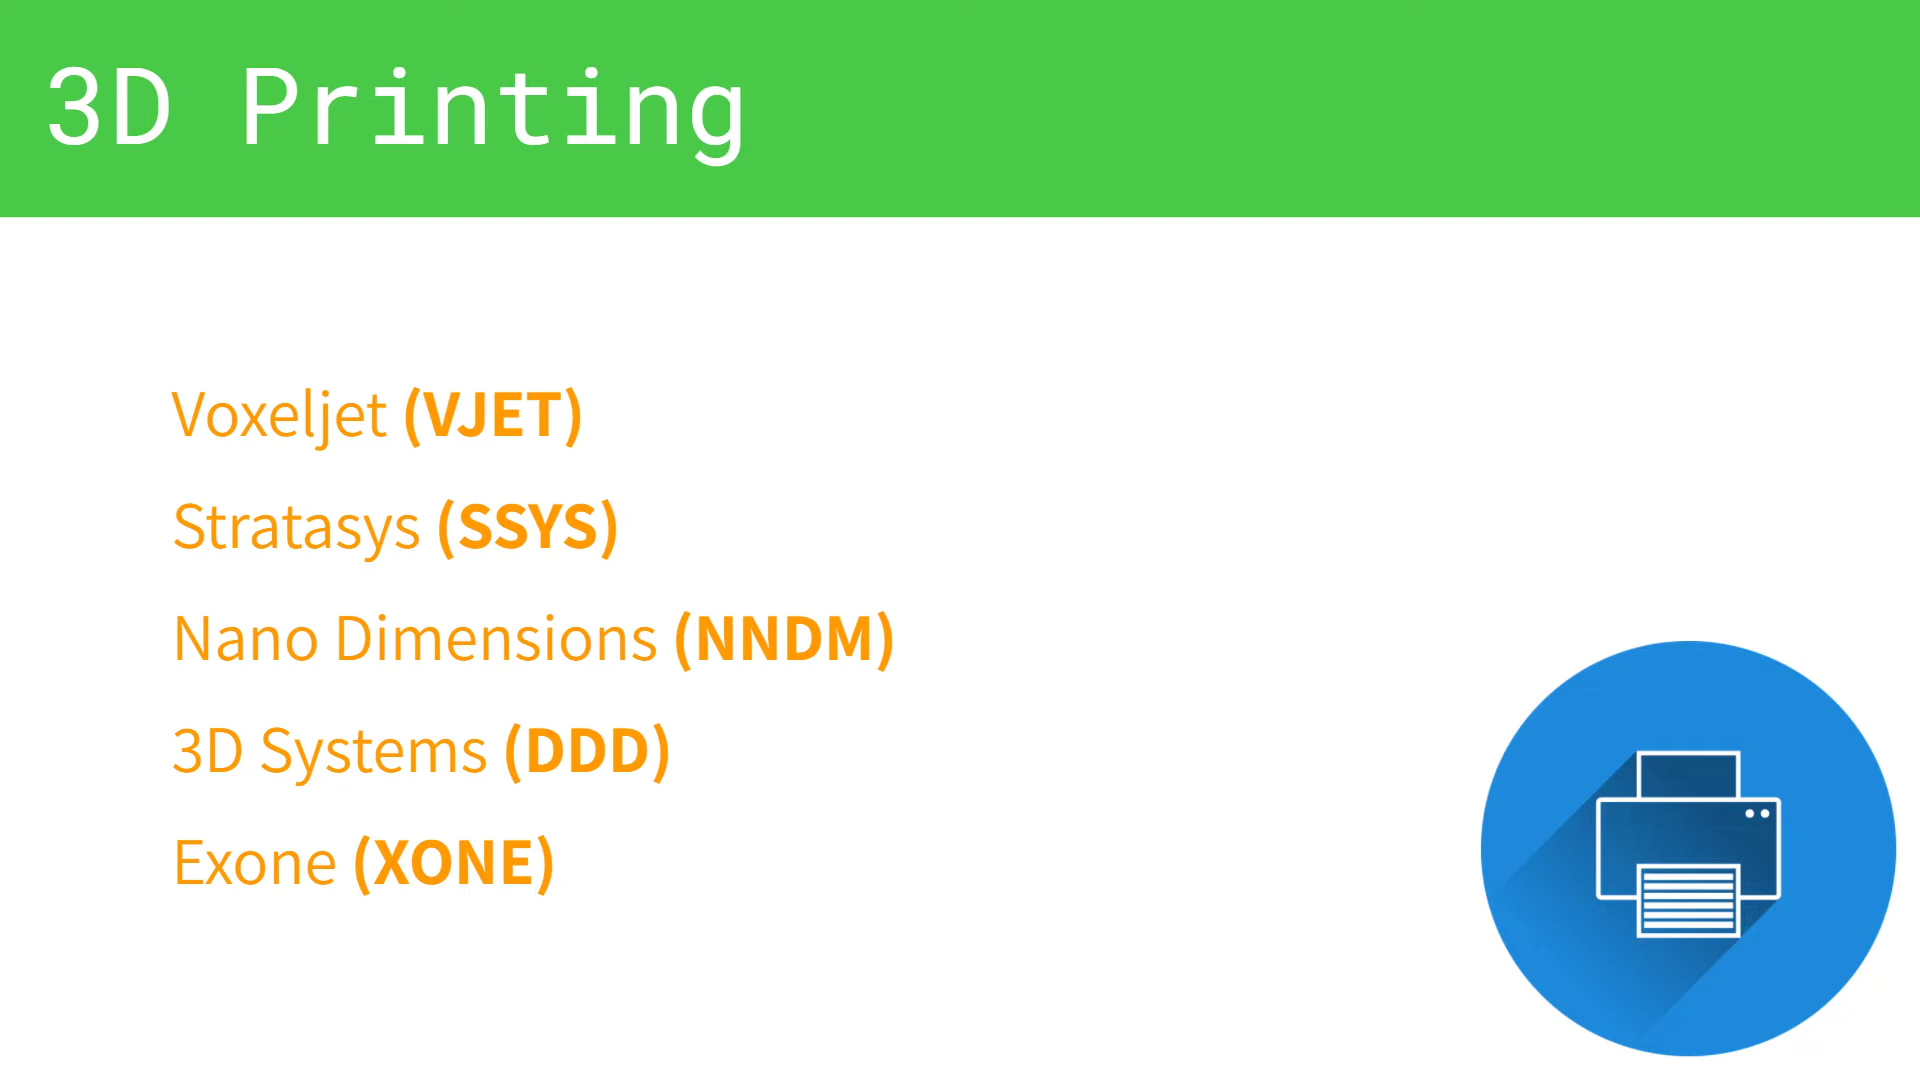 3D Printing
Voxeljet (VJET)
Stratasys (SSYS)
Nano Dimensions (NNDM)
3D Systems (DDD)
Exone (XONE)